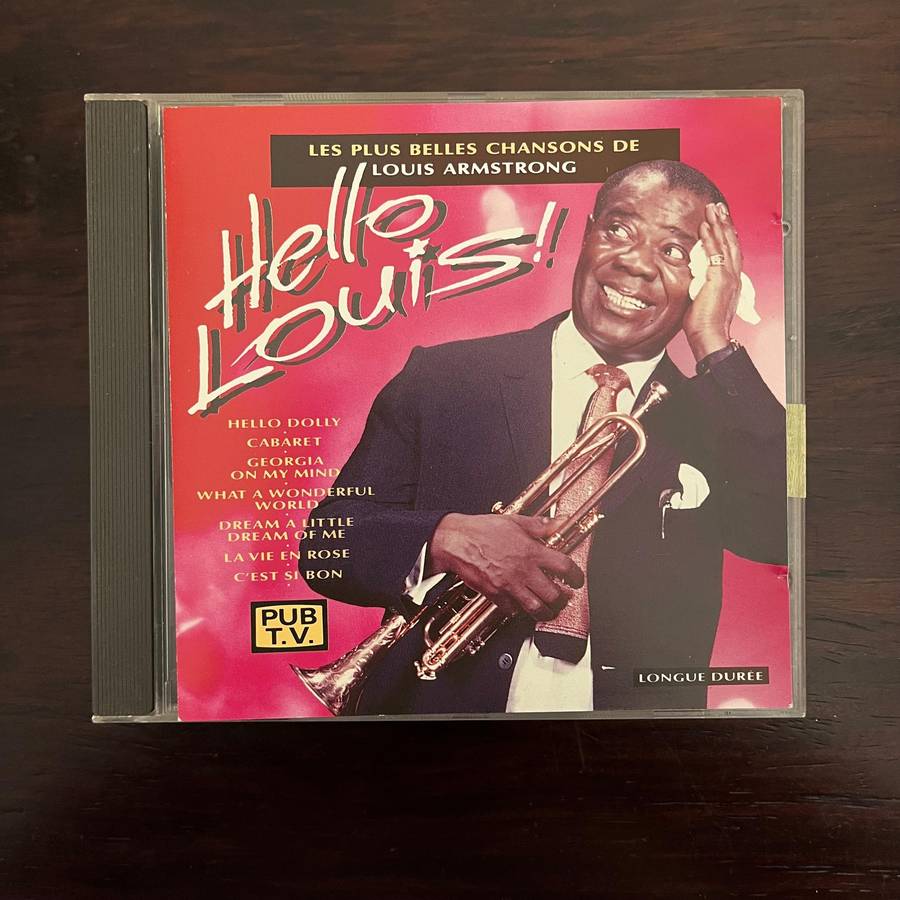 LES PLUS BELLES CHANSONS DE
LOUIS ARMSTRONG
Hello
Louis!!
HELLO DOLLY
CABARET
GEORGIA
ON MY MIND
WHAT A WONDERFUL
WORLD
DREAM A LITTLE
DREAM OF ME
LA VIE EN ROSE
C'EST SI BON
PUB
T.V.
LONGUE DURÉE